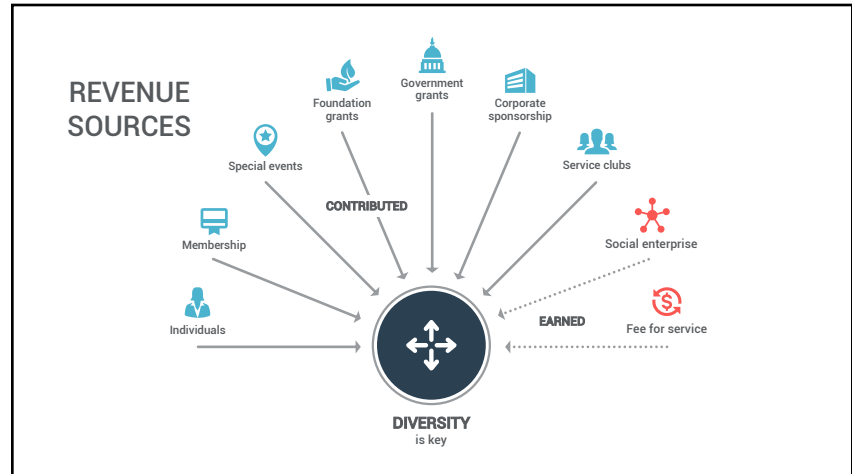 REVENUE
SOURCES
Individuals
Membership
Special events
Foundation
grants
Government
grants
Corporate
sponsorship
Service clubs
Social enterprise
Fee for service
CONTRIBUTED
EARNED
$
DIVERSITY
is key